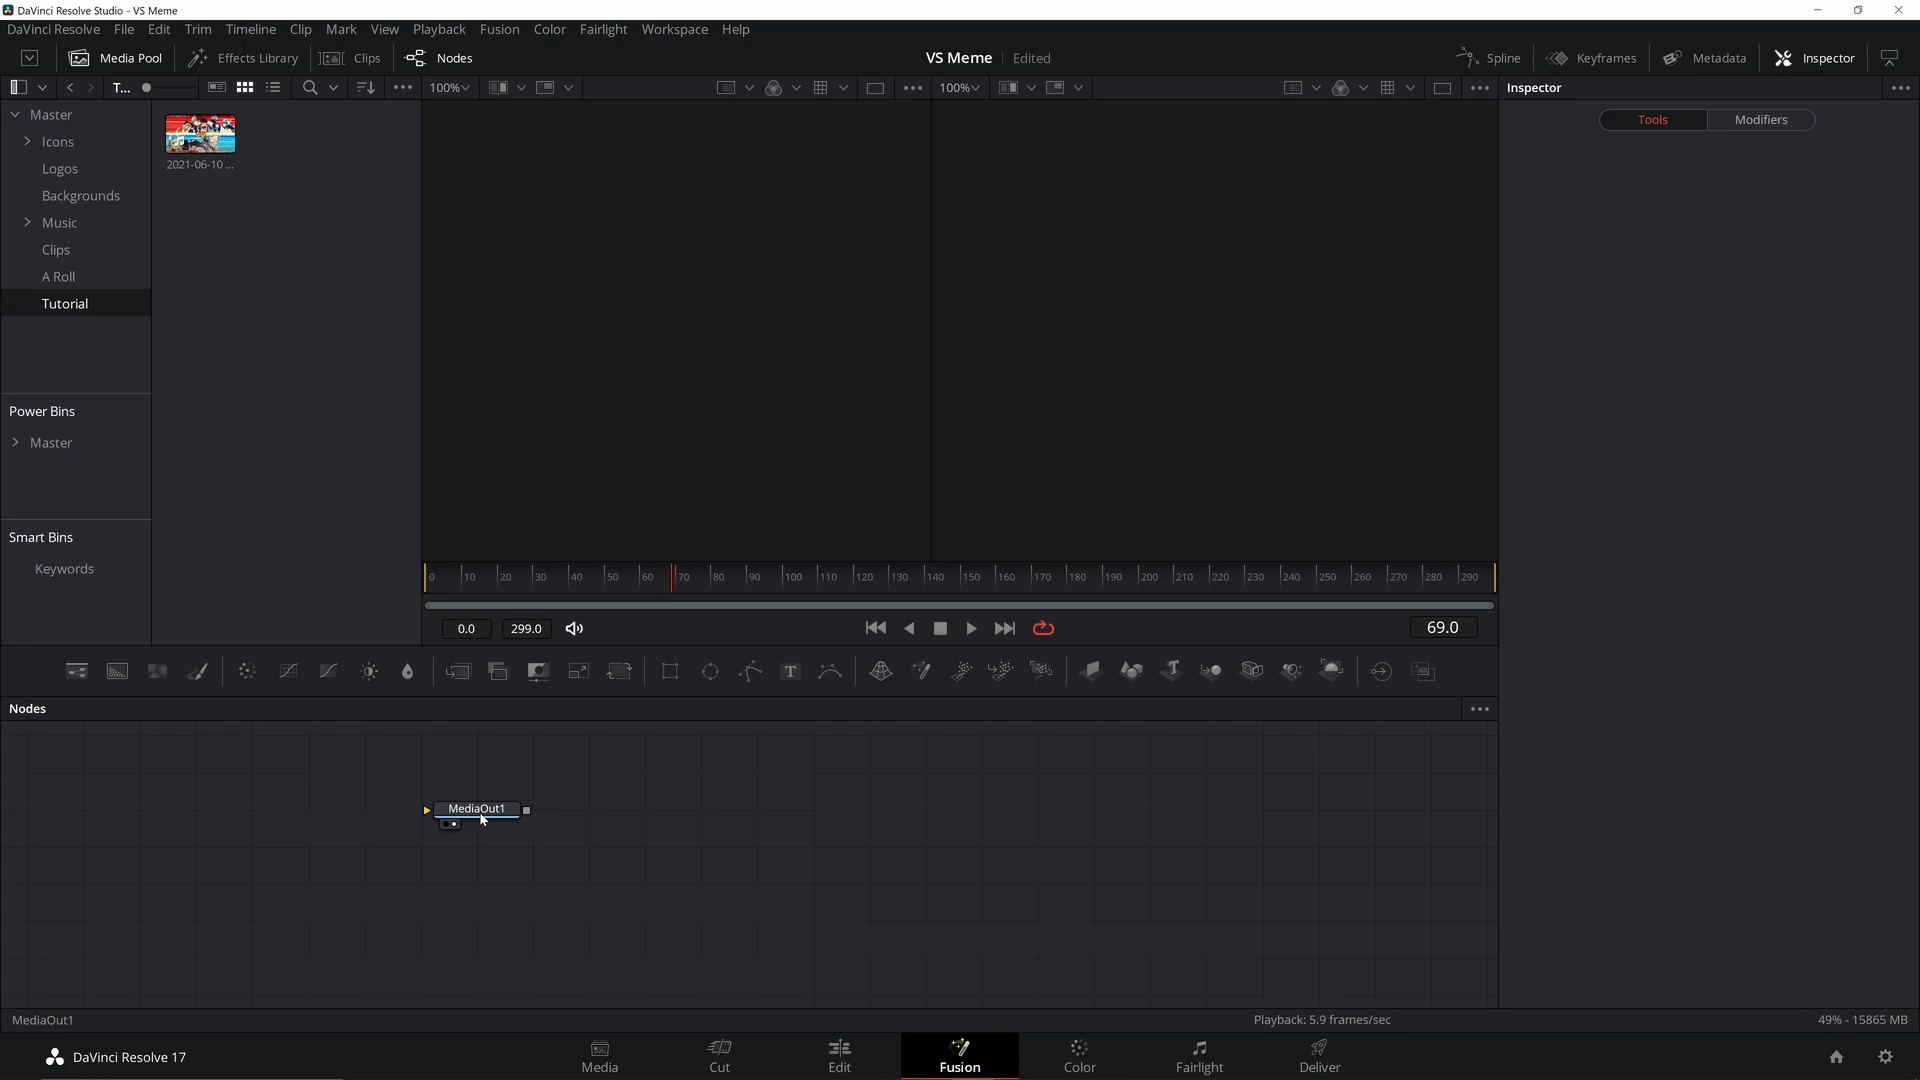 DaVinci Resolve Studio - VS Meme
DaVinci Resolve File Edit Trim Timeline Clip Mark View Playback Fusion Color Fairlight Workspace Help
Media Pool Effects Library Clips Nodes VS Meme Edited Spline Keyframes Metadata Inspector
T... 100% 100% Inspector
Master
Icons
Logos
Backgrounds
Music
Clips
A Roll
Tutorial
Power Bins
Master
Smart Bins
Keywords
2021-06-10 ...
Tools Modifiers
0 10 20 30 40 50 60 70 80 90 100 110 120 130 140 150 160 170 180 190 200 210 220 230 240 250 260 270 280 290
0.0 299.0 69.0
T T
Nodes
MediaOut1
MediaOut1 Playback: 5.9 frames/sec 49% - 15865 MB
DaVinci Resolve 17 Media Cut Edit Fusion Color Fairlight Deliver